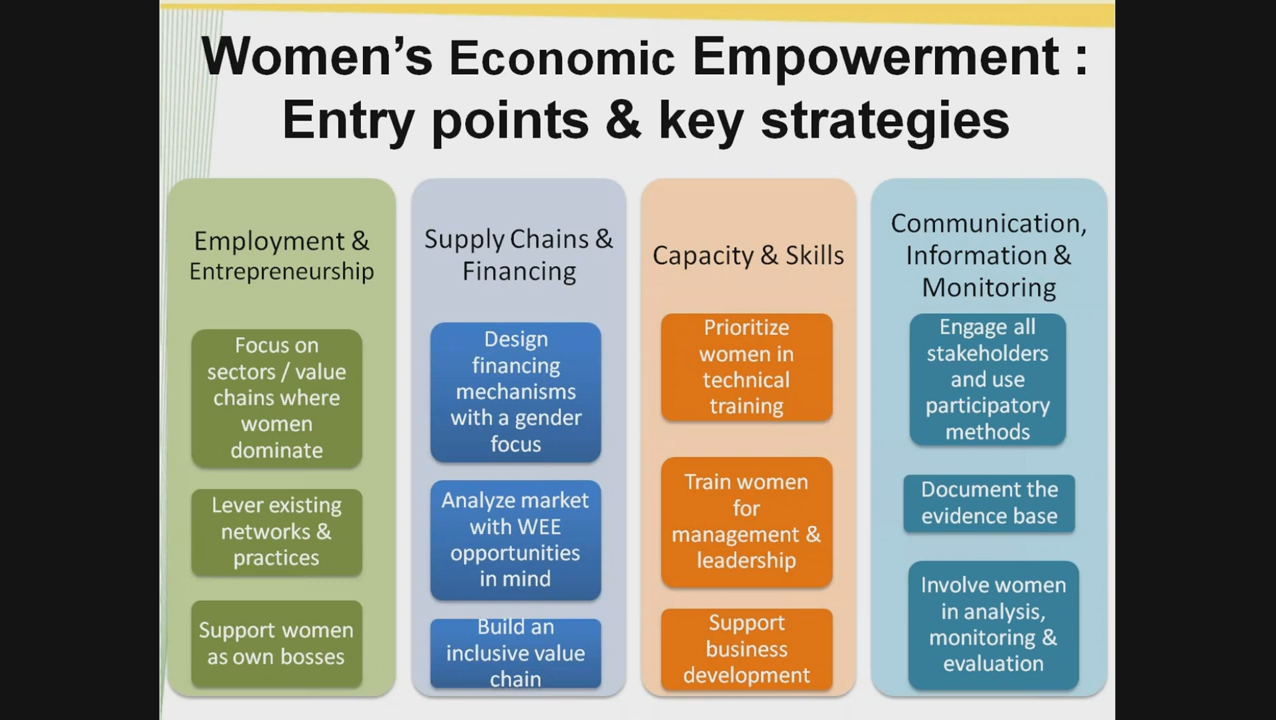 Women’s Economic Empowerment :
Entry points & key strategies
Employment &
Entrepreneurship
Focus on
sectors / value
chains where
women
dominate
Lever existing
networks &
practices
Support women
as own bosses
Supply Chains &
Financing
Design
financing
mechanisms
with a gender
focus
Analyze market
with WEE
opportunities
in mind
Build an
inclusive value
chain
Capacity & Skills
Prioritize
women in
technical
training
Train women
for
management &
leadership
Support
business
development
Communication,
Information &
Monitoring
Engage all
stakeholders
and use
participatory
methods
Document the
evidence base
Involve women
in analysis,
monitoring &
evaluation